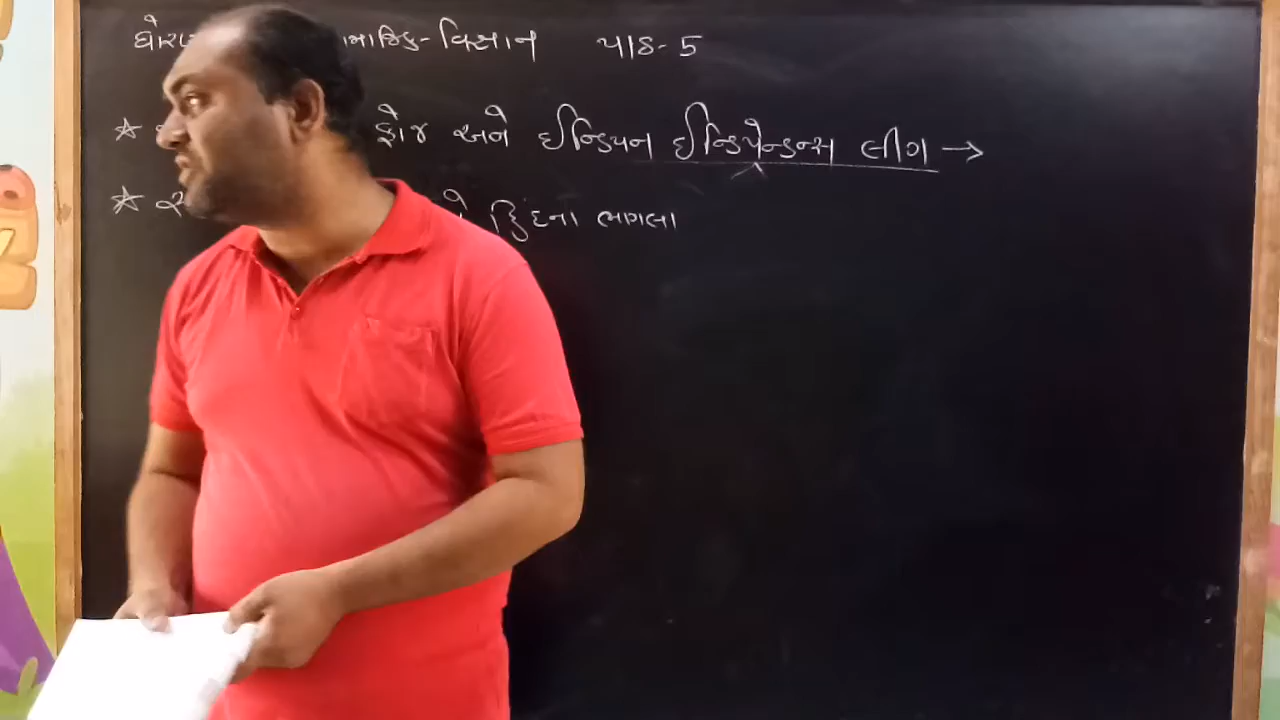 ધોરણ માજિક-વિજ્ઞાન પાઠ-5
★ ફોજ અને ઈન્ડિયન ઈન્ડિપેન્ડન્સ લીગ →
★ હિંદના ભાગલા